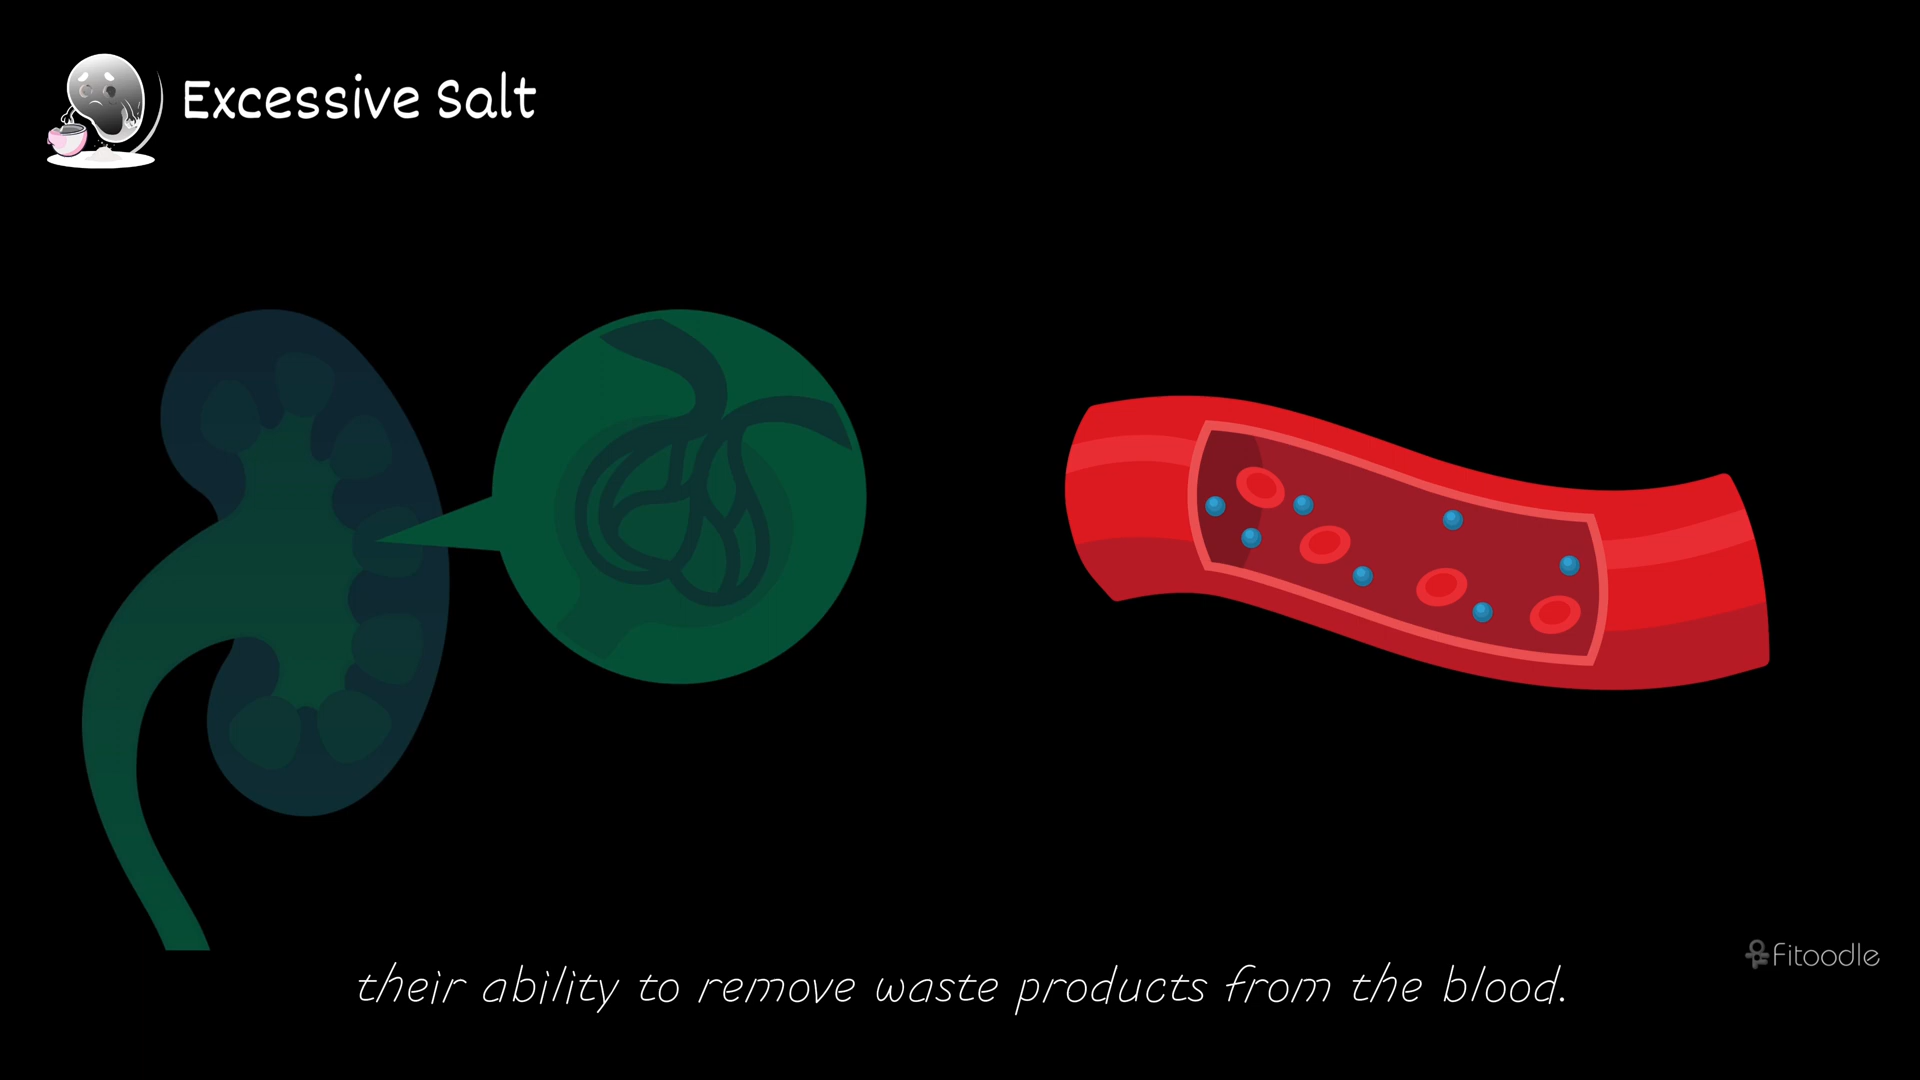 Excessive Salt
Fitoodle
their ability to remove waste products from the blood.